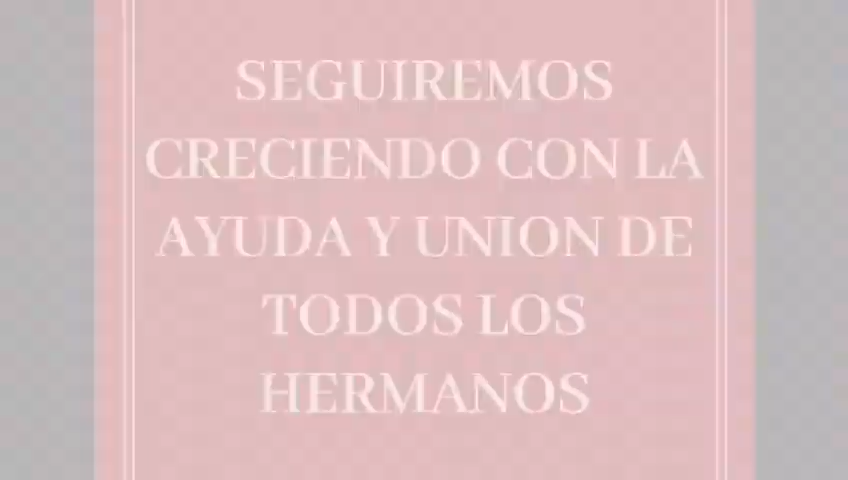 SEGUIREMOS
CRECIENDO CON LA
AYUDA Y UNION DE
TODOS LOS
HERMANOS